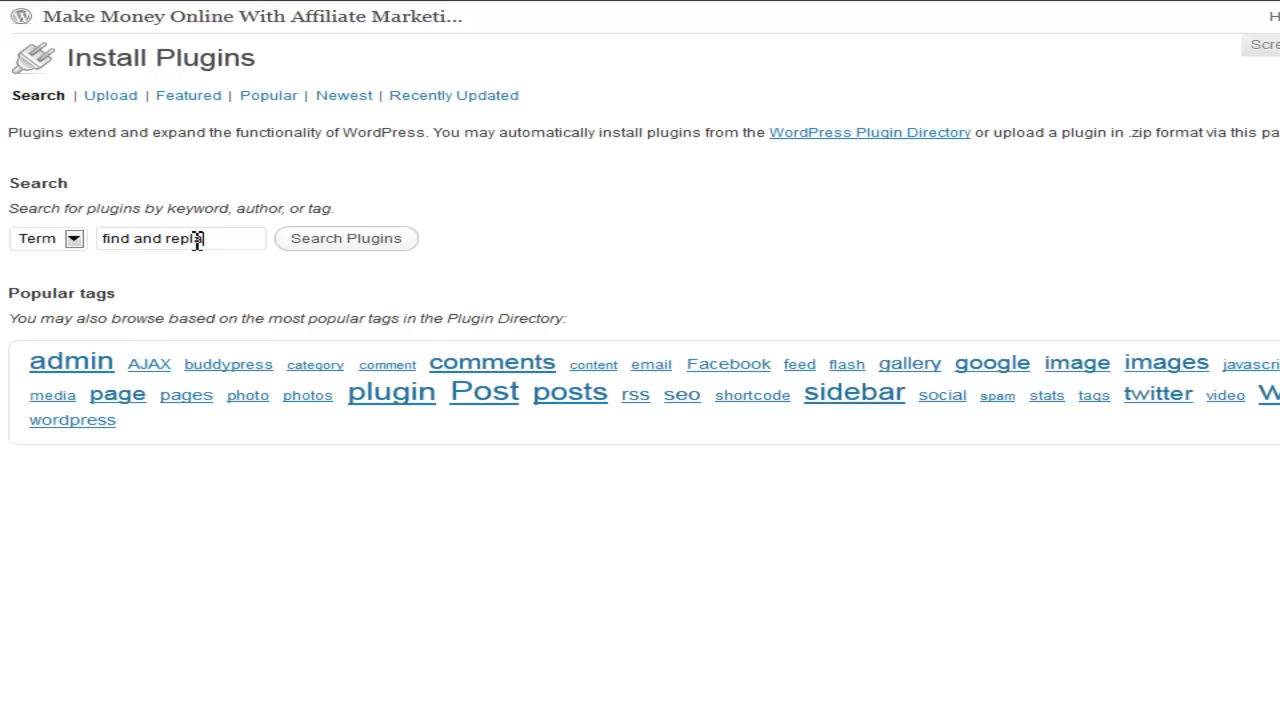 Make Money Online With Affiliate Marketi...
H
Install Plugins
Scre
Search | Upload | Featured | Popular | Newest | Recently Updated
Plugins extend and expand the functionality of WordPress. You may automatically install plugins from the WordPress Plugin Directory or upload a plugin in .zip format via this pa
Search
Search for plugins by keyword, author, or tag.
Term find and repla Search Plugins
Popular tags
You may also browse based on the most popular tags in the Plugin Directory:
admin AJAX buddypress category comment comments content email Facebook feed flash gallery google image images javascri
media page pages photo photos plugin Post posts rss seo shortcode sidebar social spam stats tags twitter video W
wordpress